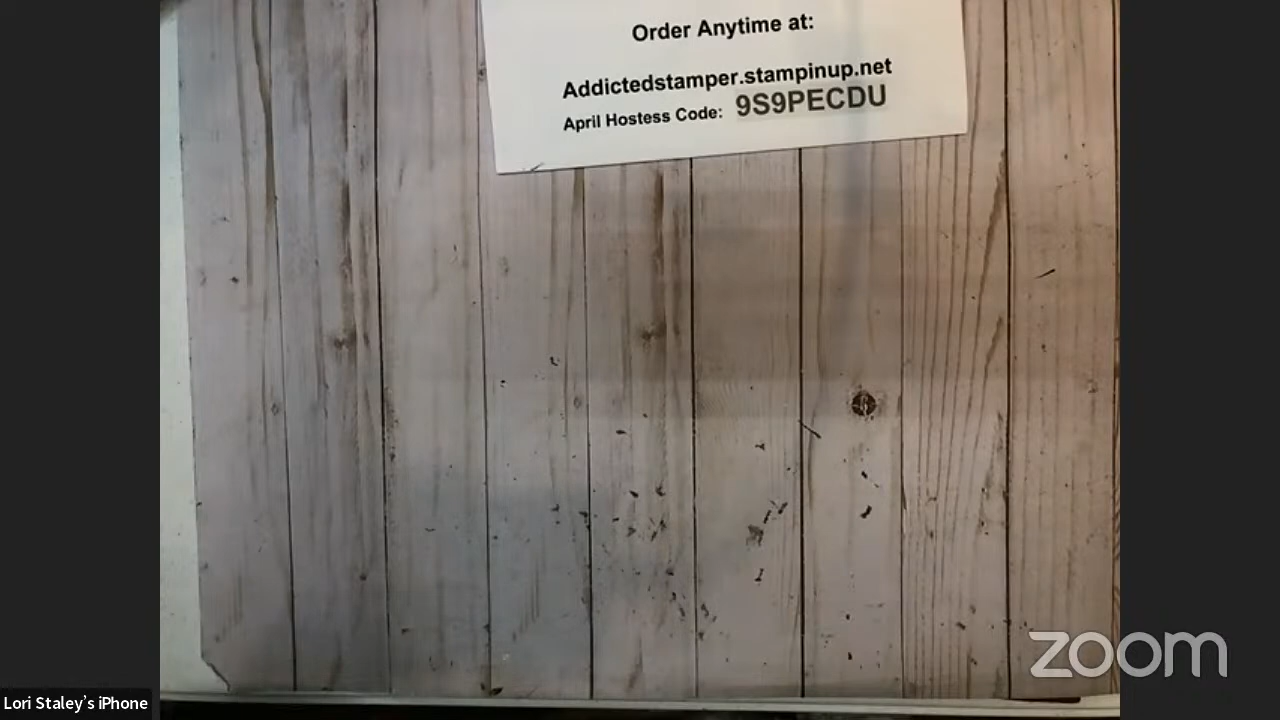 Order Anytime at:
Addictedstamper.stampinup.net
April Hostess Code: 9S9PECDU
zoom
Lori Staley's iPhone